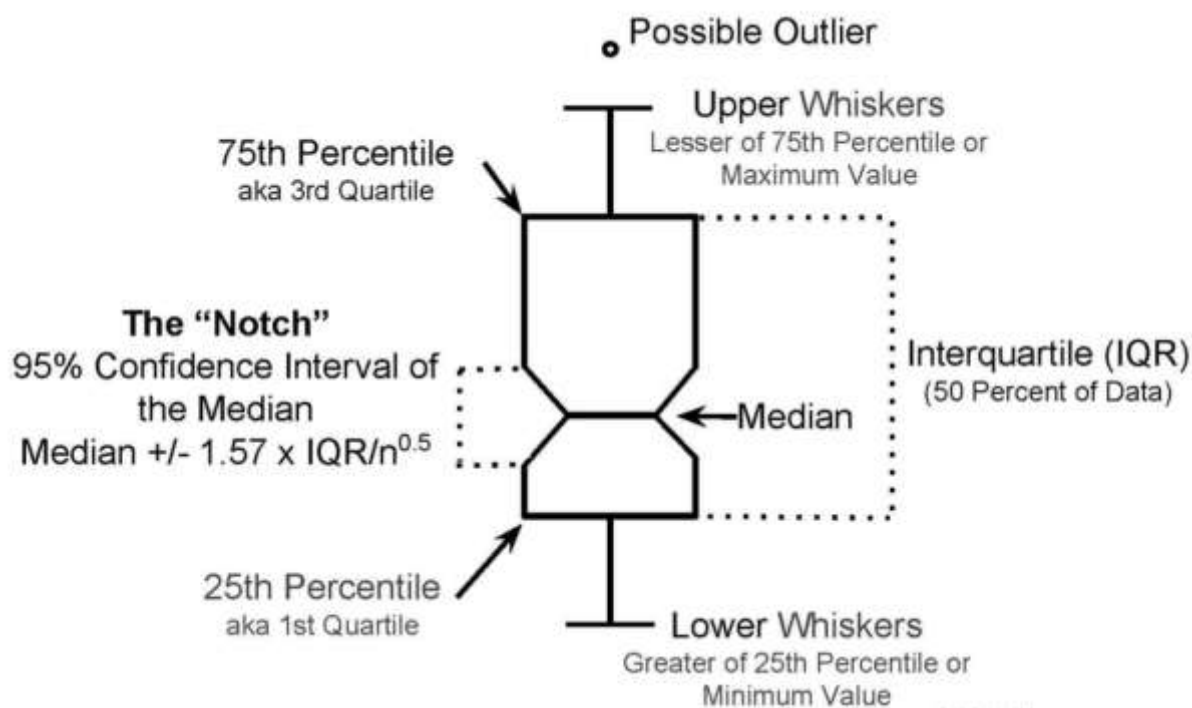 Possible Outlier
Upper Whiskers
Lesser of 75th Percentile or
Maximum Value
75th Percentile
aka 3rd Quartile
The “Notch”
95% Confidence Interval of
the Median
Median +/- 1.57 x IQR/n^0.5
Interquartile (IQR)
(50 Percent of Data)
Median
25th Percentile
aka 1st Quartile
Lower Whiskers
Greater of 25th Percentile or
Minimum Value